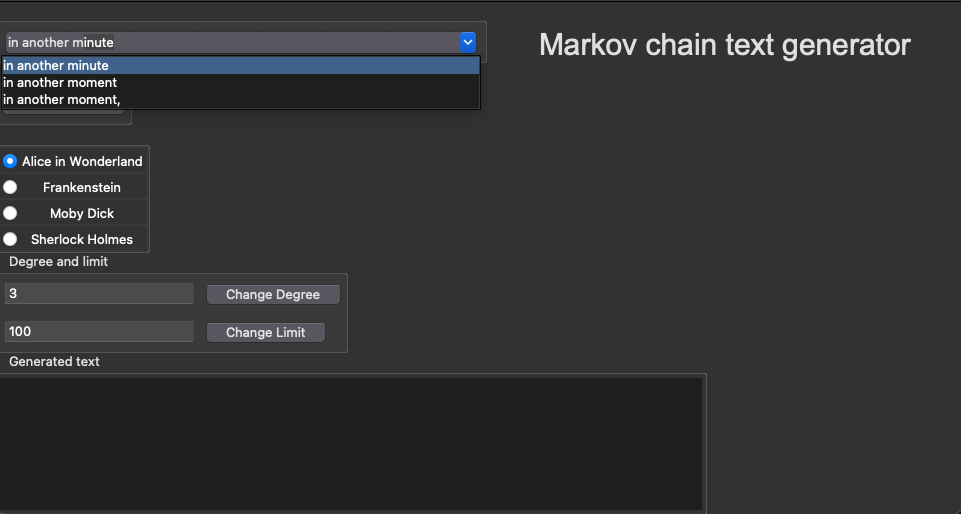 in another minute
Markov chain text generator
in another minute
in another moment
in another moment,
Alice in Wonderland
Frankenstein
Moby Dick
Sherlock Holmes
Degree and limit
3
Change Degree
100
Change Limit
Generated text